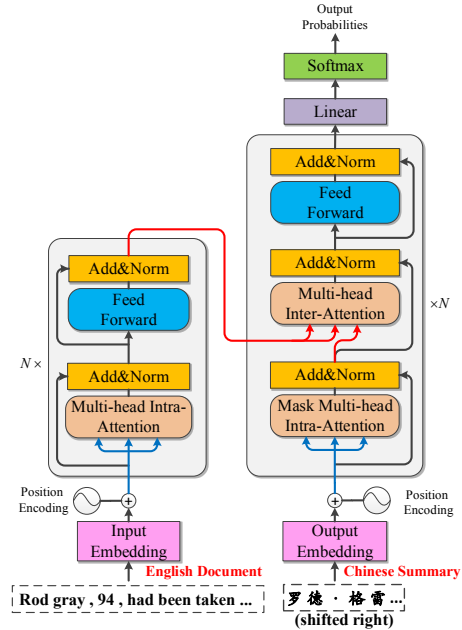 Output
Probabilities
Softmax
Linear
Add&Norm
Feed
Forward
Add&Norm
Multi-head
Inter-Attention
×N
Add&Norm
Mask Multi-head
Intra-Attention
Position
Encoding
Output
Embedding
Chinese Summary
罗 德 · 格 雷 ...
(shifted right)
Add&Norm
Feed
Forward
N×
Add&Norm
Multi-head Intra-
Attention
Position
Encoding
Input
Embedding
English Document
Rod gray , 94 , had been taken ...